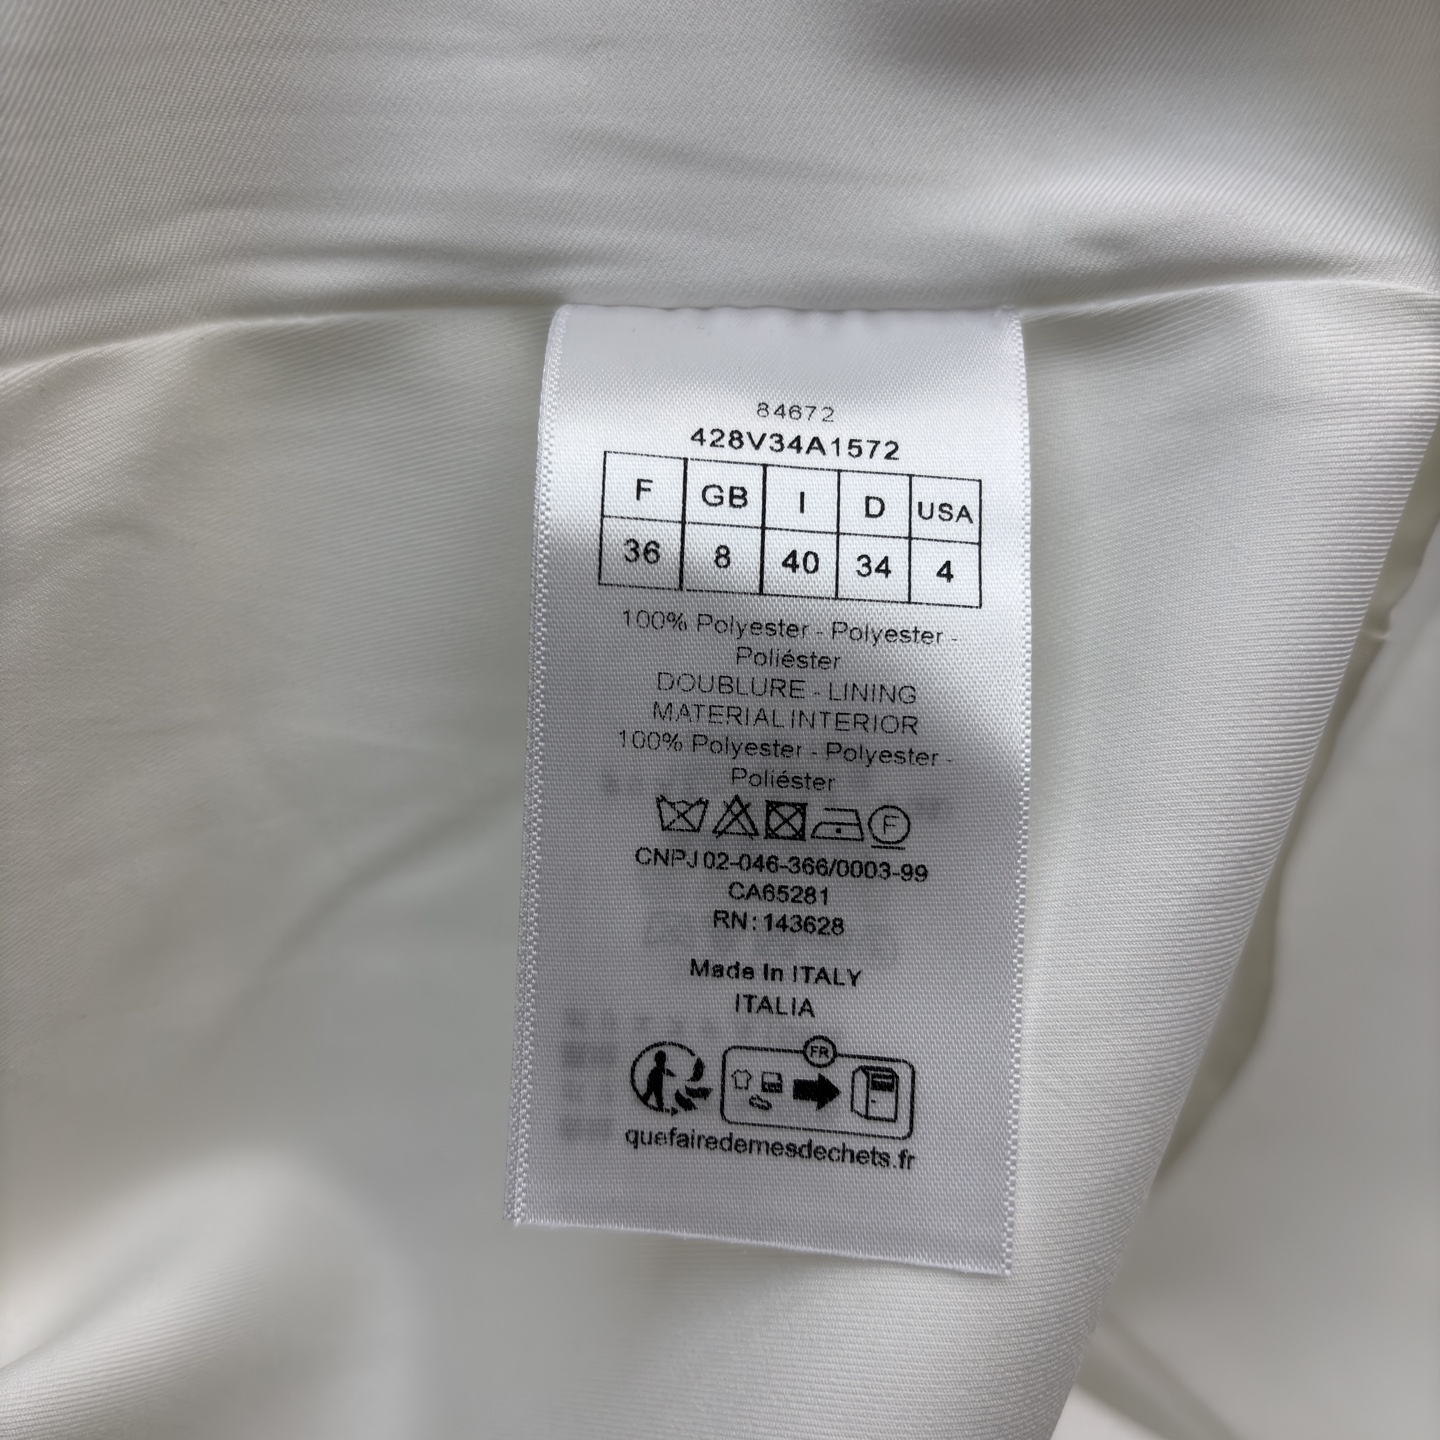 84672
428V34A1572
F GB I D USA
36 8 40 34 4
100% Polyester - Polyester -
Poliéster
DOUBLURE - LINING
MATERIAL INTERIOR
100% Polyester - Polyester -
Poliéster
F
CNPJ 02-046-366/0003-99
CA65281
RN: 143628
Made In ITALY
ITALIA
FR
quefairedemesdechets.fr